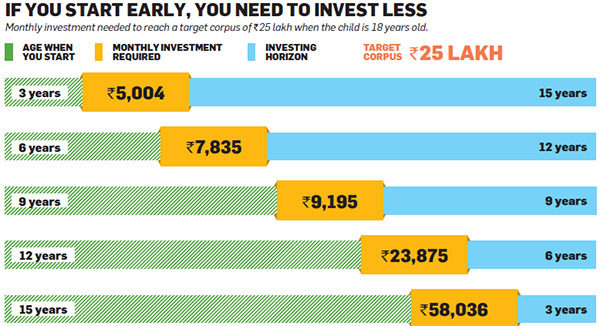 IF YOU START EARLY, YOU NEED TO INVEST LESS
Monthly investment needed to reach a target corpus of ₹25 lakh when the child is 18 years old.
AGE WHEN YOU START
MONTHLY INVESTMENT REQUIRED
INVESTING HORIZON
TARGET CORPUS ₹25 LAKH
3 years ₹5,004 15 years
6 years ₹7,835 12 years
9 years ₹9,195 9 years
12 years ₹23,875 6 years
15 years ₹58,036 3 years